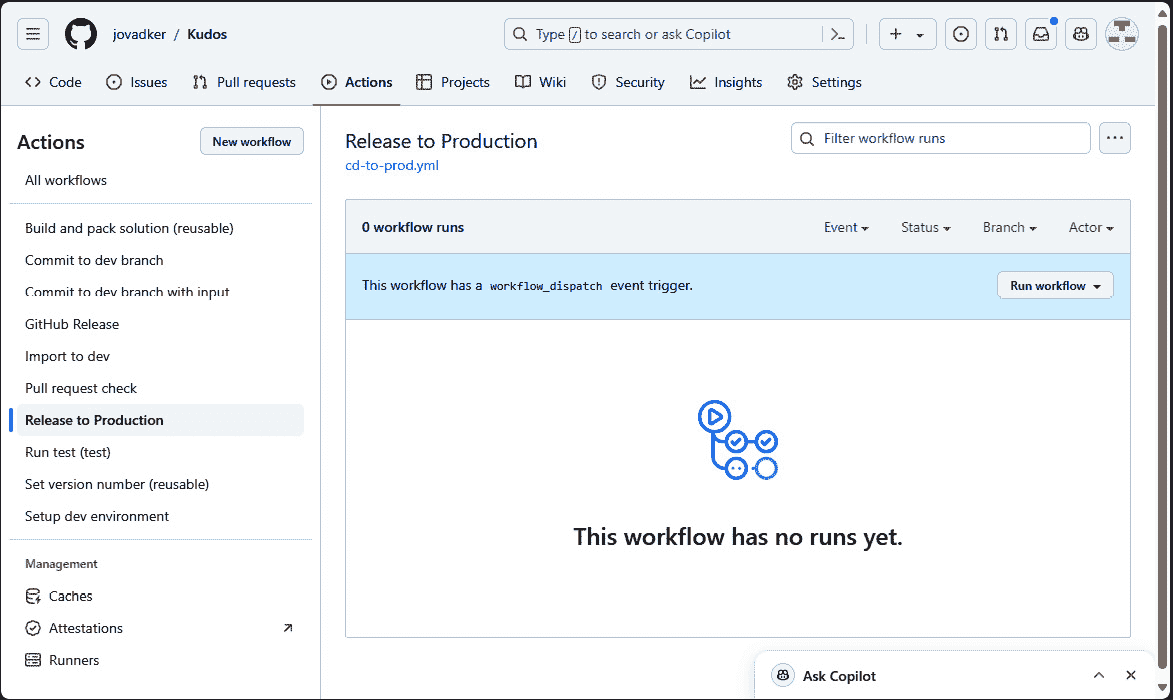 jovadker / Kudos
Type / to search or ask Copilot
Code
Issues
Pull requests
Actions
Projects
Wiki
Security
Insights
Settings
Actions
New workflow
All workflows
Build and pack solution (reusable)
Commit to dev branch
Commit to dev branch with input
GitHub Release
Import to dev
Pull request check
Release to Production
Run test (test)
Set version number (reusable)
Setup dev environment
Management
Caches
Attestations
Runners
Release to Production
cd-to-prod.yml
Filter workflow runs
0 workflow runs
Event
Status
Branch
Actor
This workflow has a workflow_dispatch event trigger.
Run workflow
This workflow has no runs yet.
Ask Copilot